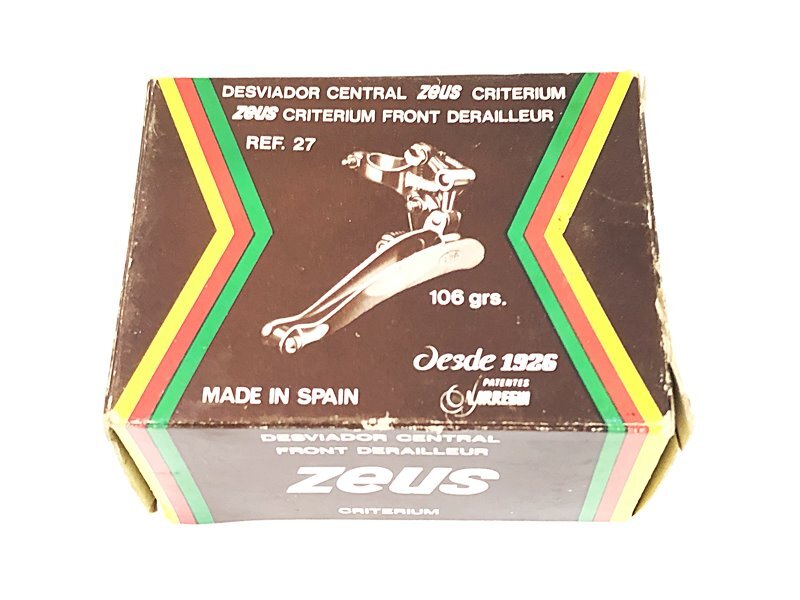 DESVIADOR CENTRAL zeus CRITERIUM
zeus CRITERIUM FRONT DERAILLEUR
REF. 27
106 grs.
Desde 1926
PATENTES
MADE IN SPAIN
DESVIADOR CENTRAL
FRONT DERAILLEUR
zeus
CRITERIUM